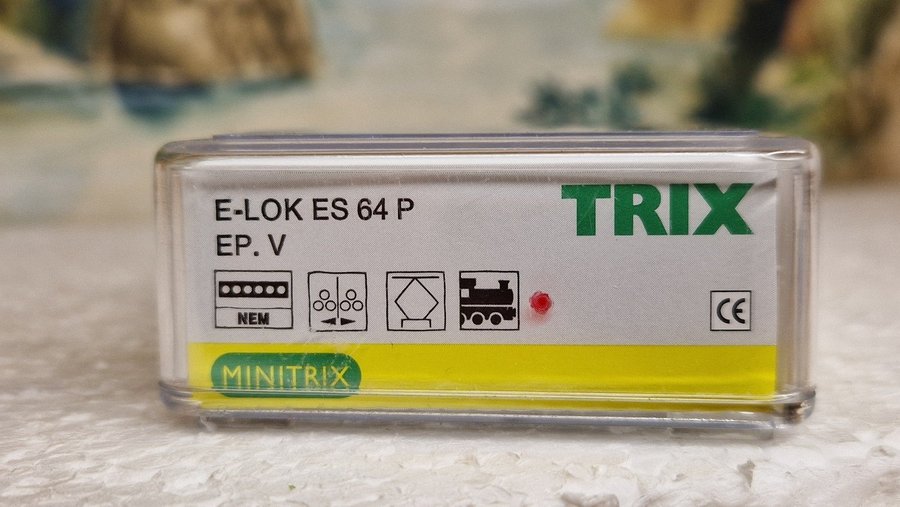 E-LOK ES 64 P
EP. V
TRIX
NEM
CE
MINITRIX